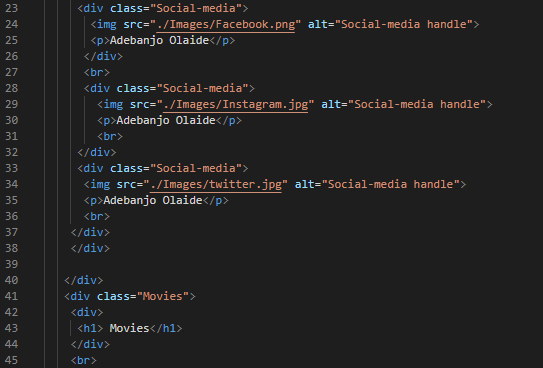 23 <div class="Social-media">
24 <img src="./Images/Facebook.png" alt="Social-media handle">
25 <p>Adebanjo Olaide</p>
26 </div>
27 <br>
28 <div class="Social-media">
29 <img src="./Images/Instagram.jpg" alt="Social-media handle">
30 <p>Adebanjo Olaide</p>
31 <br>
32 </div>
33 <div class="Social-media">
34 <img src="./Images/twitter.jpg" alt="Social-media handle">
35 <p>Adebanjo Olaide</p>
36 <br>
37 </div>
38 </div>
39
40 </div>
41 <div class="Movies">
42 <div>
43 <h1> Movies</h1>
44 </div>
45 <br>